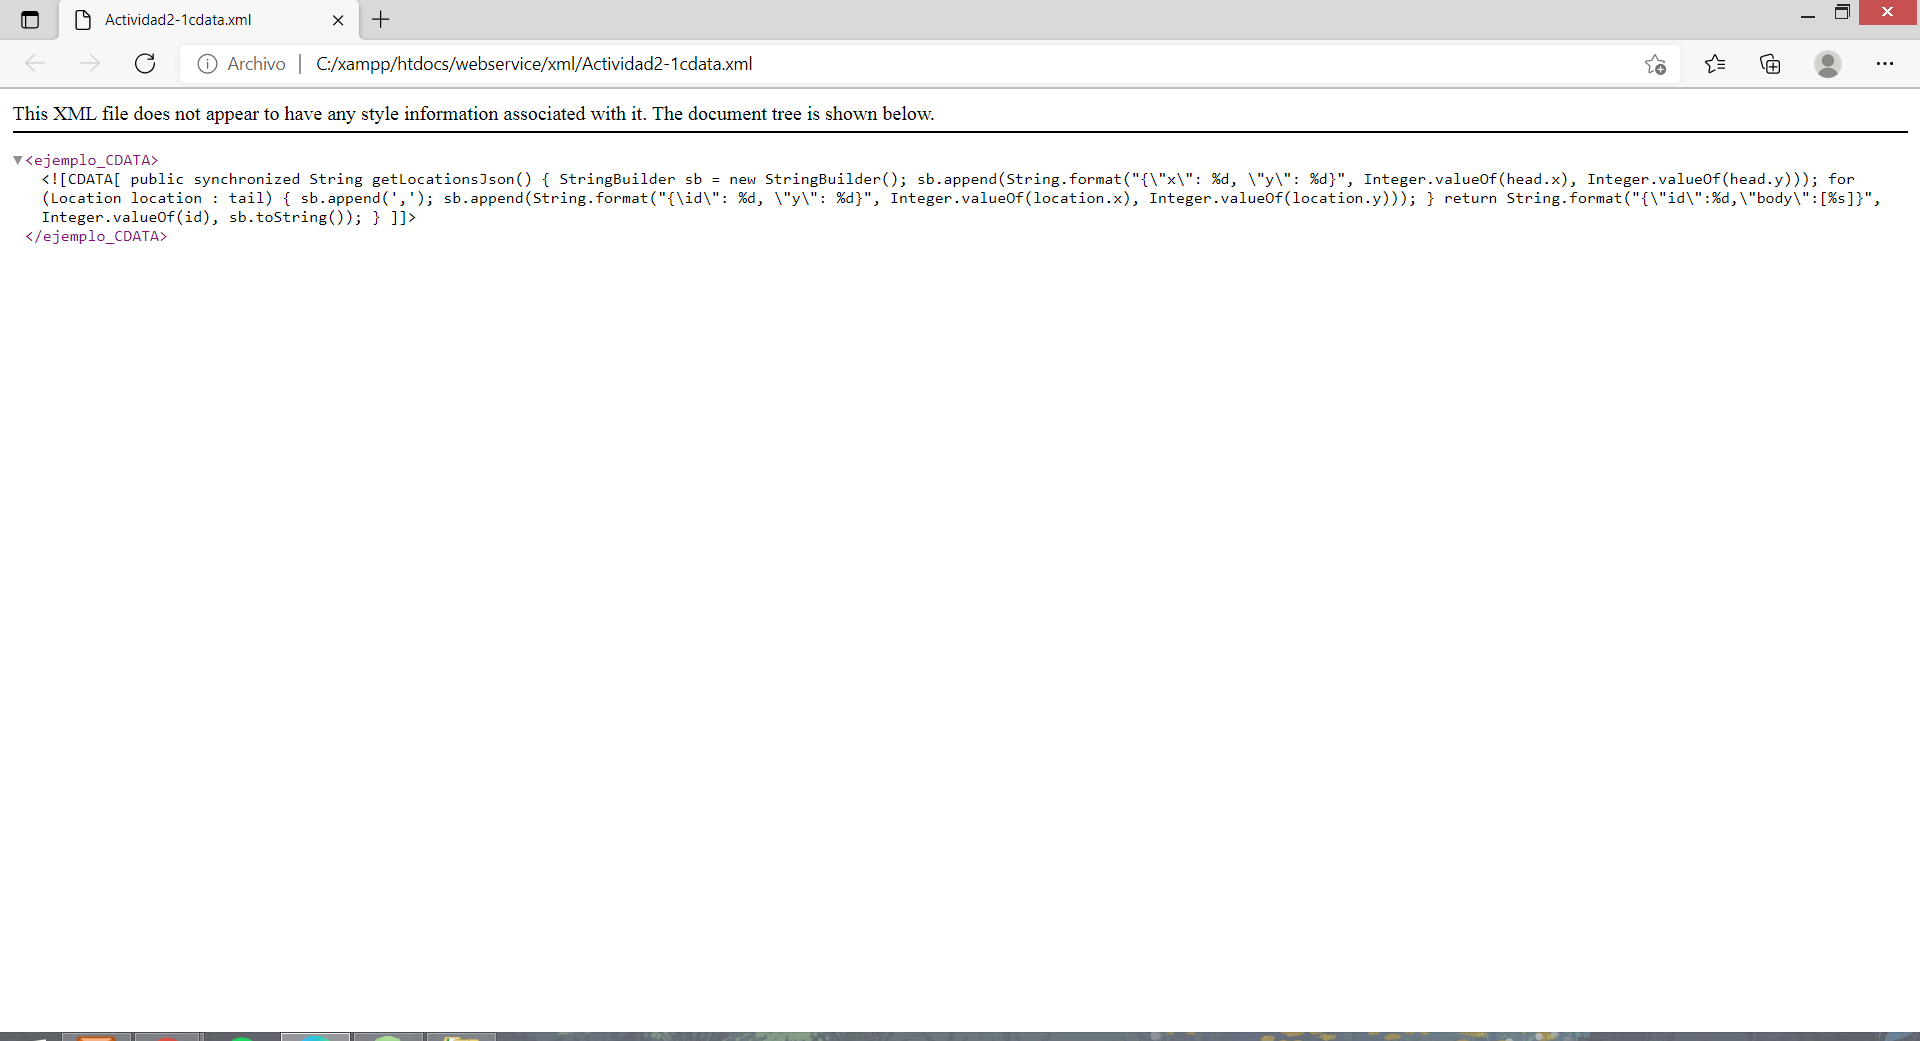 Actividad2-1cdata.xml
Archivo | C:/xampp/htdocs/webservice/xml/Actividad2-1cdata.xml
This XML file does not appear to have any style information associated with it. The document tree is shown below.
<ejemplo_CDATA>
<![CDATA[ public synchronized String getLocationsJson() { StringBuilder sb = new StringBuilder(); sb.append(String.format("{\"x\": %d, \"y\": %d}", Integer.valueOf(head.x), Integer.valueOf(head.y))); for
(Location location : tail) { sb.append(','); sb.append(String.format("{\id\": %d, \"y\": %d}", Integer.valueOf(location.x), Integer.valueOf(location.y))); } return String.format("{\"id\":%d,\"body\":[%s]}",
Integer.valueOf(id), sb.toString()); } ]]>
</ejemplo_CDATA>